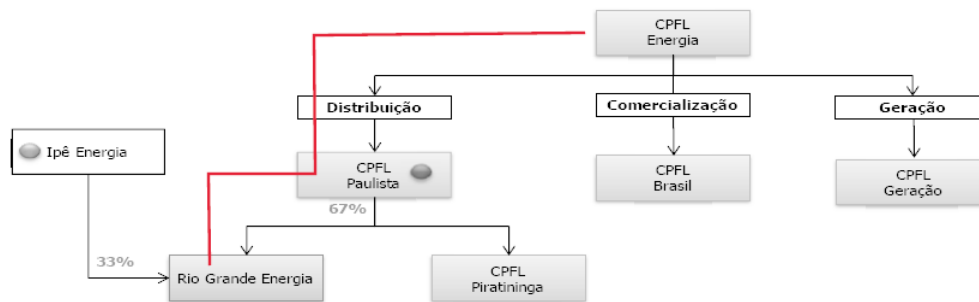 CPFL
Energia
Distribuição
Comercialização
Geração
Ipê Energia
CPFL
Paulista
CPFL
Brasil
CPFL
Geração
67%
33%
Rio Grande Energia
CPFL
Piratininga